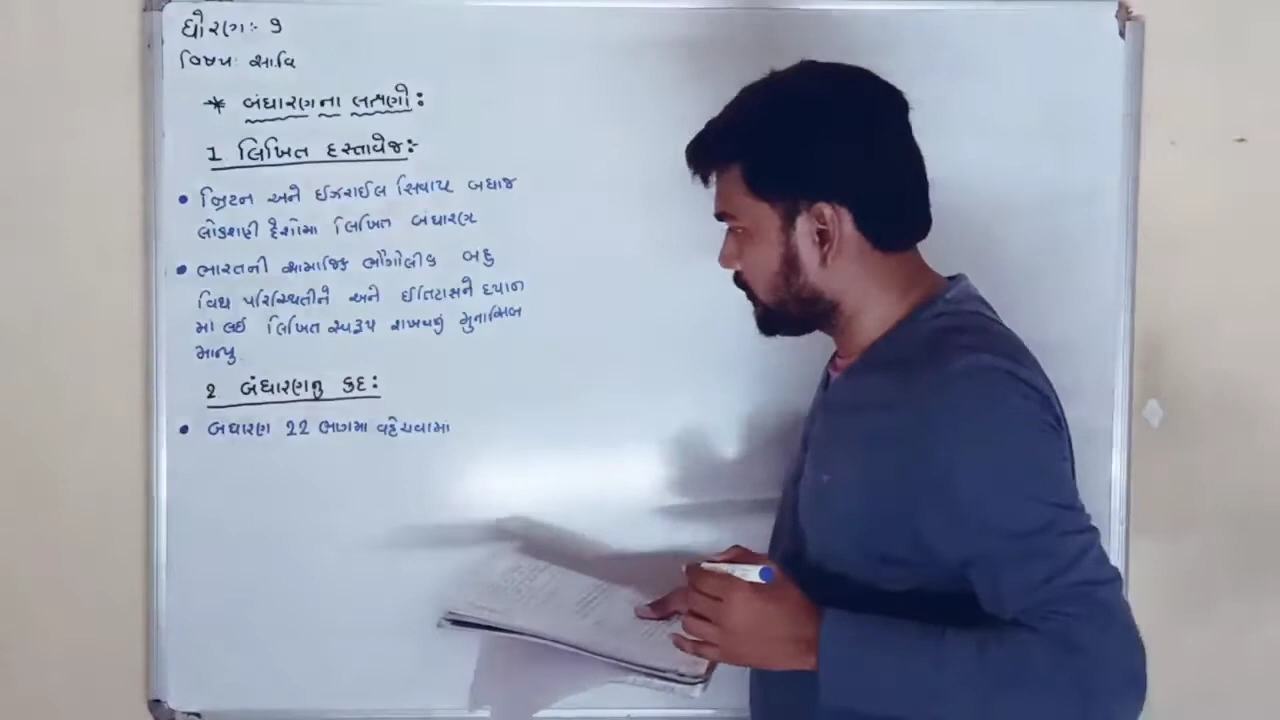 ધોરણઃ- 9
વિષયઃ સાવિ
* બંધારણના લક્ષણો:
1 લિખિત દસ્તાવેજ:-
• બ્રિટન અને ઈઝરાઈલ સિવાય બધાજ
લોકશાહી દેશોમા લિખિત બંધારણ
• ભારતની સામાજિક ભૌગોલીક બહુ
વિધ પરિસ્થિતીને અને ઈતિહાસને ધ્યાન
મા લઈ લિખિત સ્વરૂપ રાખવાનું મુનાસિબ
માન્યુ.
2 બંધારણનુ કદ:
• બધારણ 22 ભાગમા વહેચવામા